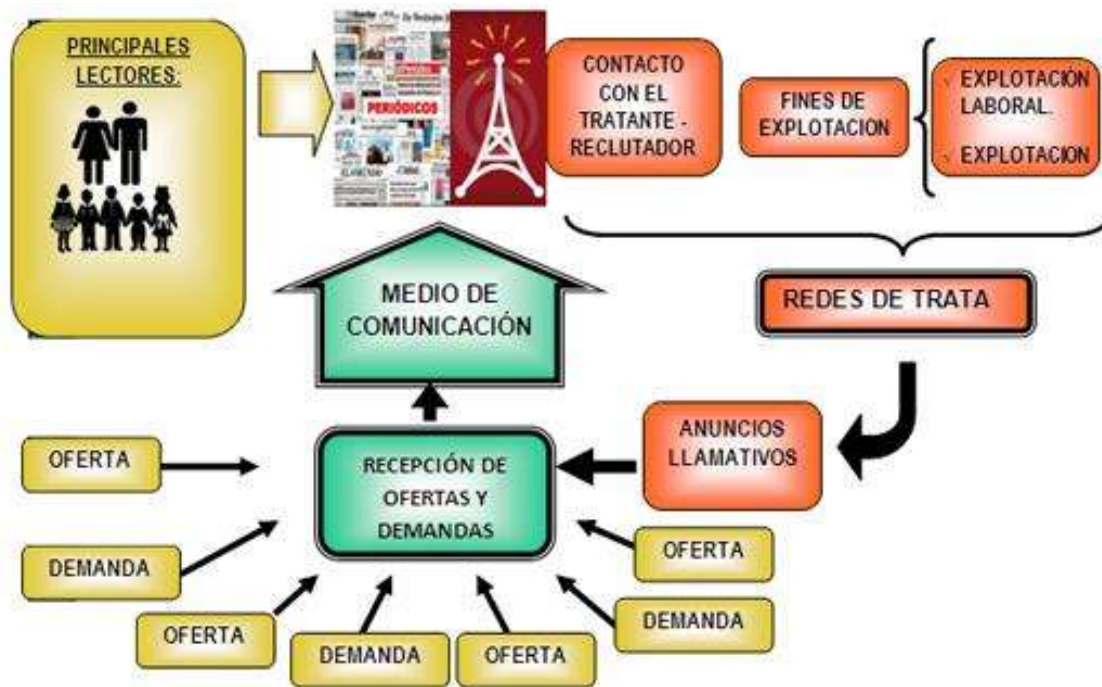 PRINCIPALES
LECTORES:
PERIÓDICOS
CONTACTO
CON EL
TRATANTE -
RECLUTADOR
FINES DE
EXPLOTACION
√ EXPLOTACIÓN
LABORAL.
√ EXPLOTACION
MEDIO DE
COMUNICACIÓN
REDES DE TRATA
ANUNCIOS
LLAMATIVOS
RECEPCIÓN DE
OFERTAS Y
DEMANDAS
OFERTA
DEMANDA
OFERTA
DEMANDA
OFERTA
DEMANDA
OFERTA